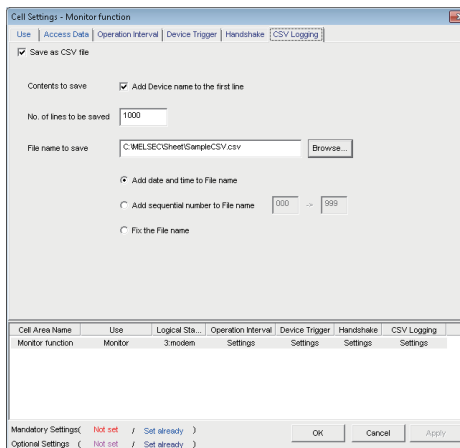 Cell Settings - Monitor function
Use Access Data Operation Interval Device Trigger Handshake CSV Logging
Save as CSV file
Contents to save Add Device name to the first line
No. of lines to be saved 1000
File name to save C:\MELSEC\Sheet\SampleCSV.csv Browse...
Add date and time to File name
Add sequential number to File name 000 -> 999
Fix the File name
Cell Area Name Use Logical Sta... Operation Interval Device Trigger Handshake CSV Logging
Monitor function Monitor 3:modem Settings Settings Settings Settings
Mandatory Settings( Not set / Set already )
Optional Settings ( Not set / Set already )
OK Cancel Apply